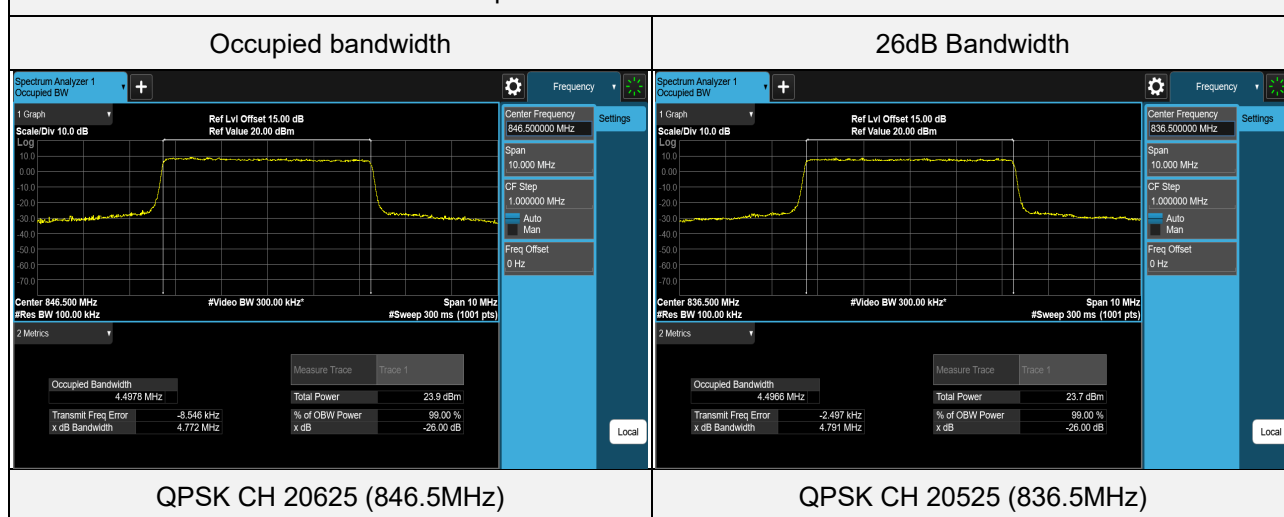 Occupied bandwidth
26dB Bandwidth
Spectrum Analyzer 1
Occupied BW
Frequency
1 Graph
Ref Lvl Offset 15.00 dB
Scale/Div 10.0 dB
Ref Value 20.00 dBm
Log
10.0
0.00
-10.0
-20.0
-30.0
-40.0
-50.0
-60.0
-70.0
Center 846.500 MHz
#Video BW 300.00 kHz*
Span 10 MHz
#Res BW 100.00 kHz
#Sweep 300 ms (1001 pts)
Center Frequency
846.500000 MHz
Settings
Span
10.000 MHz
CF Step
1.000000 MHz
Auto
Man
Freq Offset
0 Hz
Local
2 Metrics
Measure Trace
Trace 1
Occupied Bandwidth
4.4978 MHz
Total Power
23.9 dBm
Transmit Freq Error
-8.546 kHz
% of OBW Power
99.00 %
x dB Bandwidth
4.772 MHz
x dB
-26.00 dB
Spectrum Analyzer 1
Occupied BW
Frequency
1 Graph
Ref Lvl Offset 15.00 dB
Scale/Div 10.0 dB
Ref Value 20.00 dBm
Log
10.0
0.00
-10.0
-20.0
-30.0
-40.0
-50.0
-60.0
-70.0
Center 836.500 MHz
#Video BW 300.00 kHz*
Span 10 MHz
#Res BW 100.00 kHz
#Sweep 300 ms (1001 pts)
Center Frequency
836.500000 MHz
Settings
Span
10.000 MHz
CF Step
1.000000 MHz
Auto
Man
Freq Offset
0 Hz
Local
2 Metrics
Measure Trace
Trace 1
Occupied Bandwidth
4.4966 MHz
Total Power
23.7 dBm
Transmit Freq Error
-2.497 kHz
% of OBW Power
99.00 %
x dB Bandwidth
4.791 MHz
x dB
-26.00 dB
QPSK CH 20625 (846.5MHz)
QPSK CH 20525 (836.5MHz)